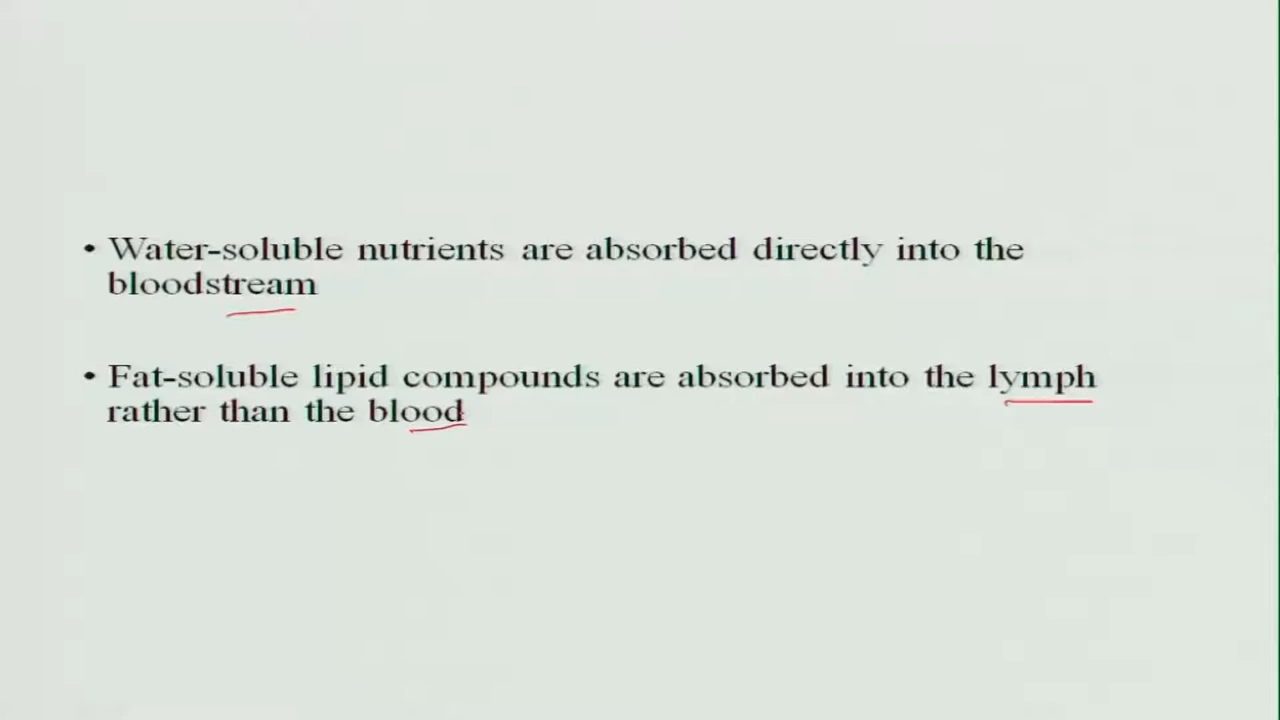 • Water-soluble nutrients are absorbed directly into the
bloodstream
• Fat-soluble lipid compounds are absorbed into the lymph
rather than the blood